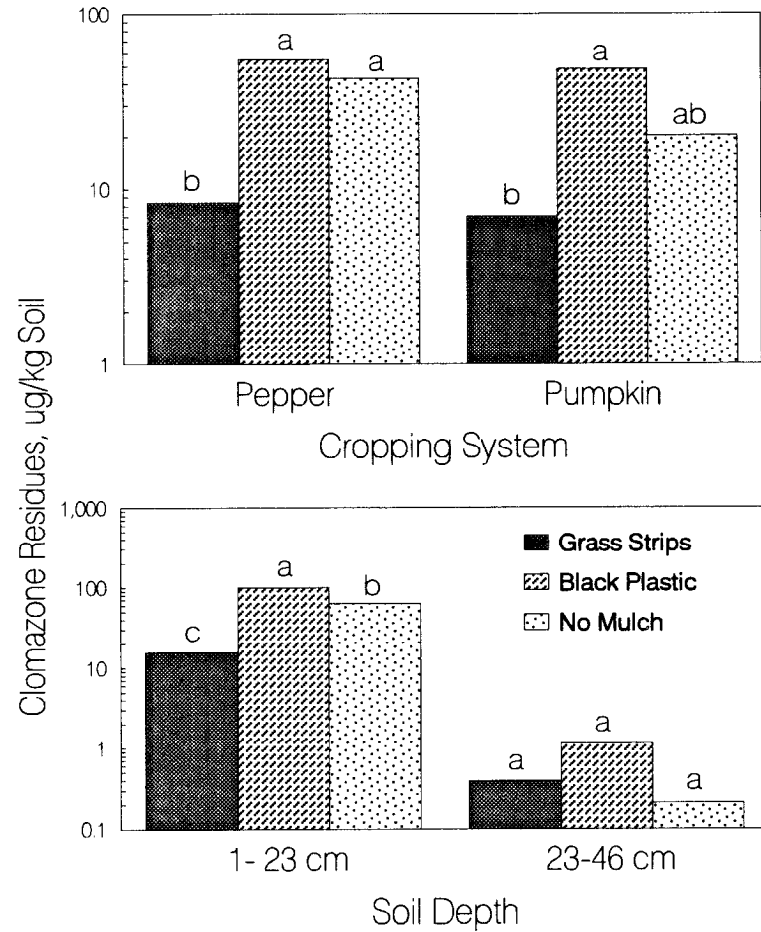 Clomazone Residues, ug/kg Soil
100
10
1
b
a
a
b
a
ab
Pepper
Pumpkin
Cropping System
1,000
100
10
1
0.1
c
a
b
a
a
a
Grass Strips
Black Plastic
No Mulch
1- 23 cm
23-46 cm
Soil Depth